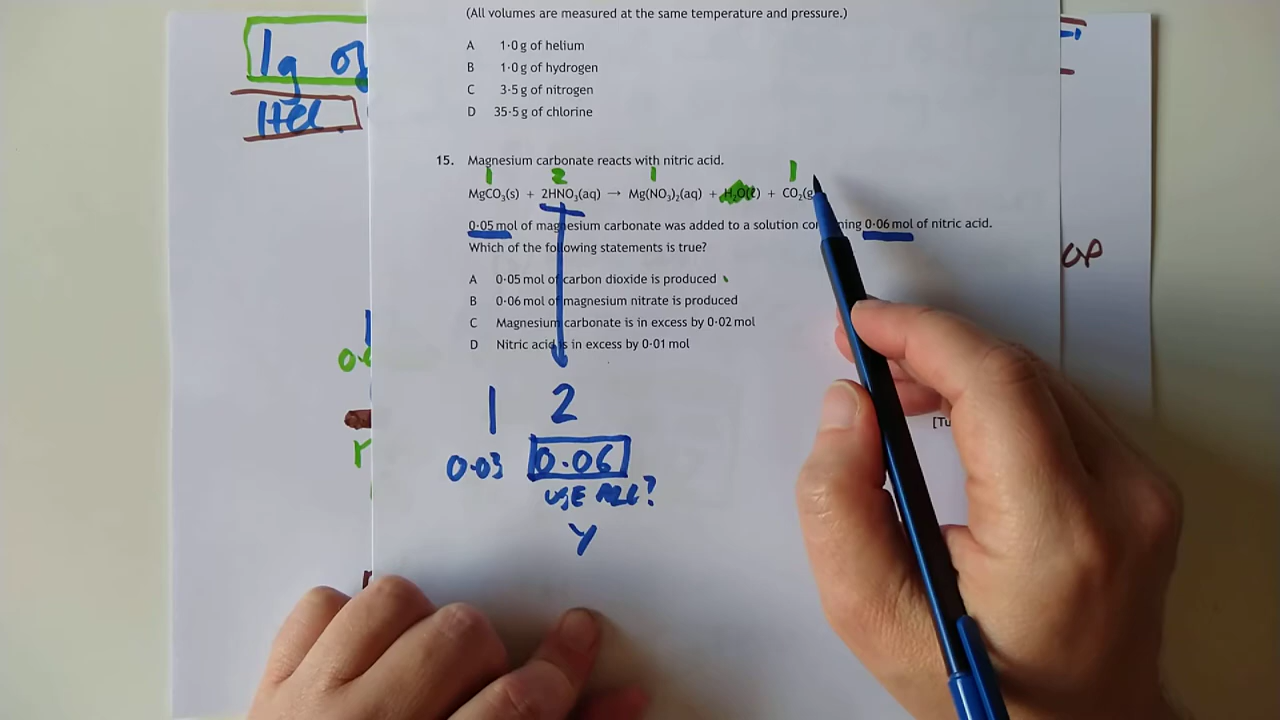 (All volumes are measured at the same temperature and pressure.)
1g of
HCl
A 1·0 g of helium
B 1·0 g of hydrogen
C 3·5 g of nitrogen
D 35·5 g of chlorine
15. Magnesium carbonate reacts with nitric acid.
1 2 1 1
MgCO₃(s) + 2HNO₃(aq) → Mg(NO₃)₂(aq) + H₂O(ℓ) + CO₂(g
0·05 mol of magnesium carbonate was added to a solution co ning 0·06 mol of nitric acid.
Which of the following statements is true?
A 0·05 mol of carbon dioxide is produced
B 0·06 mol of magnesium nitrate is produced
C Magnesium carbonate is in excess by 0·02 mol
D Nitric acid is in excess by 0·01 mol
1 2
0·03 0.06
USE ALL?
Y
[Tu